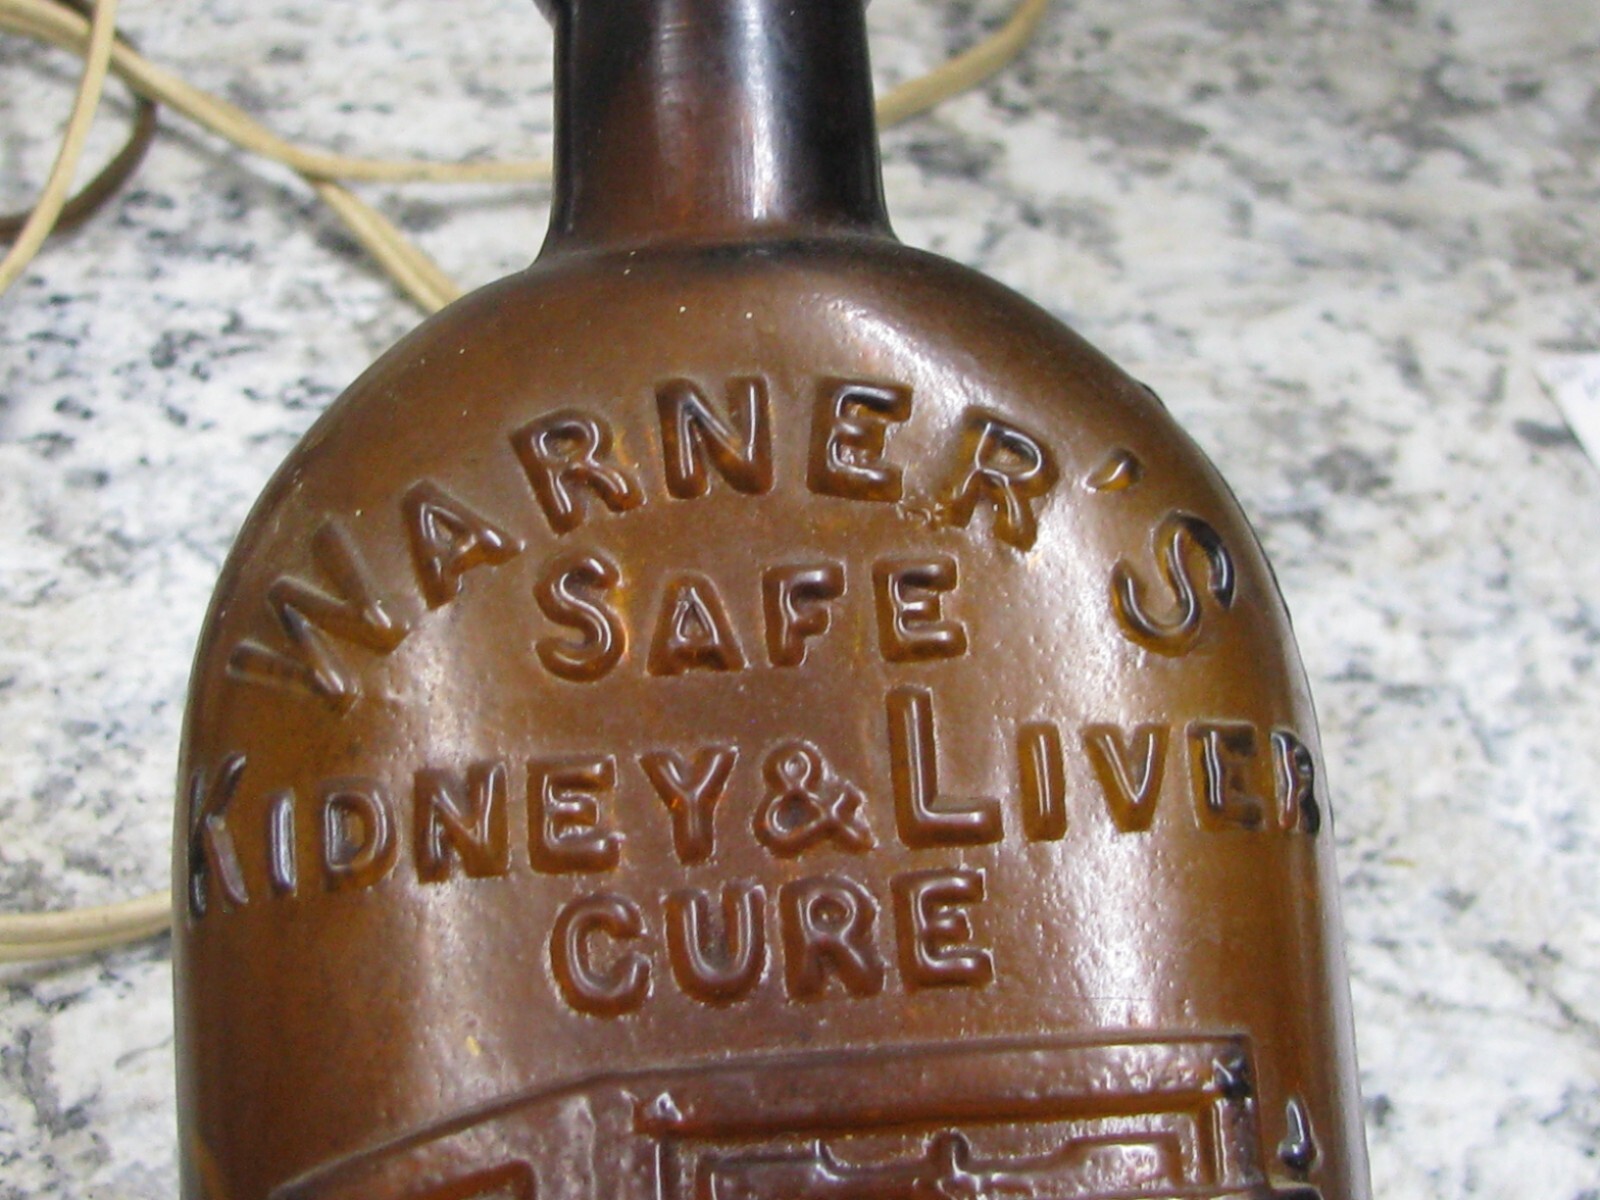 WARNER'S
SAFE
KIDNEY & LIVER
CURE